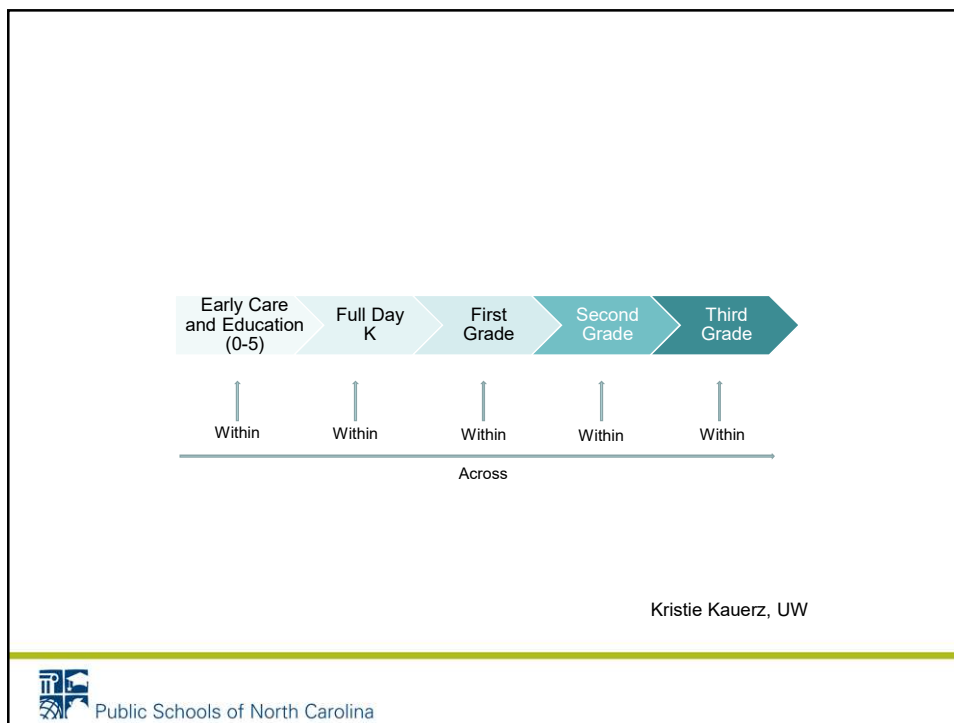 Early Care
and Education
(0-5)
Full Day
K
First
Grade
Second
Grade
Third
Grade
Within
Within
Within
Within
Within
Across
Kristie Kauerz, UW
Public Schools of North Carolina